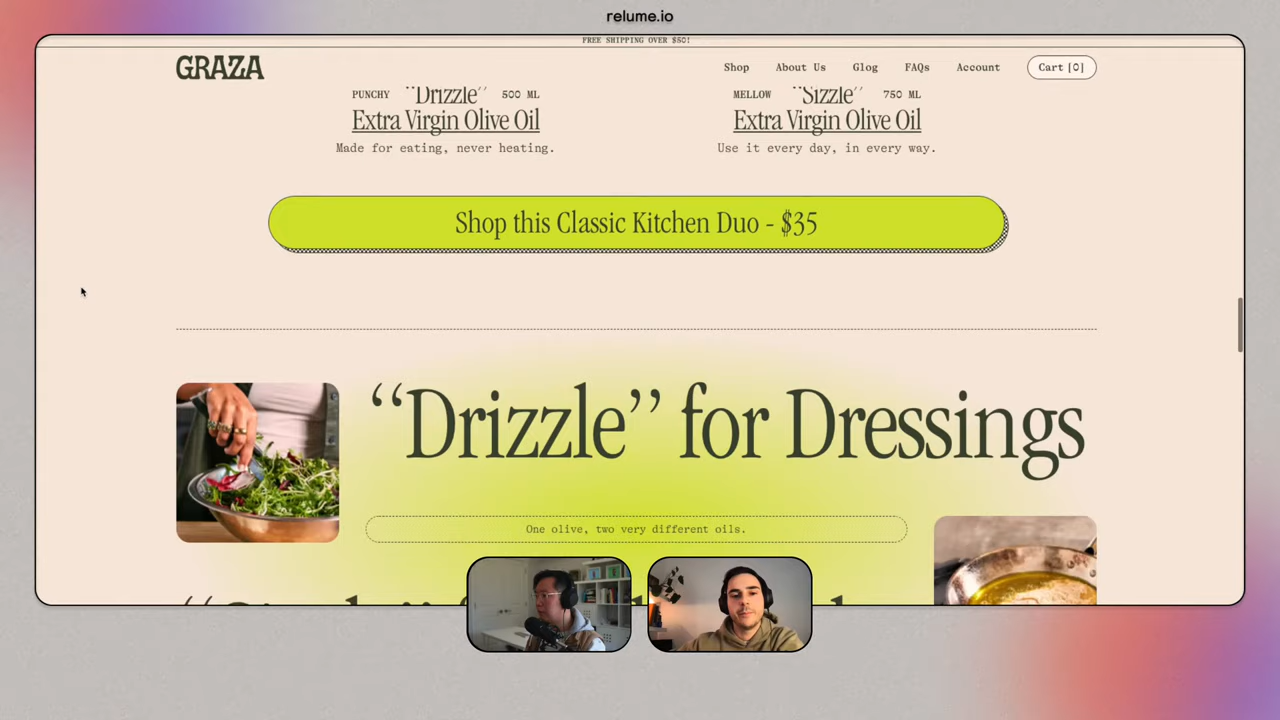 relume.io
FREE SHIPPING OVER $50!
GRAZA
Shop About Us Glog FAQs Account Cart [0]
PUNCHY “Drizzle” 500 ML
Extra Virgin Olive Oil
Made for eating, never heating.
MELLOW “Sizzle” 750 ML
Extra Virgin Olive Oil
Use it every day, in every way.
Shop this Classic Kitchen Duo - $35
“Drizzle” for Dressings
One olive, two very different oils.